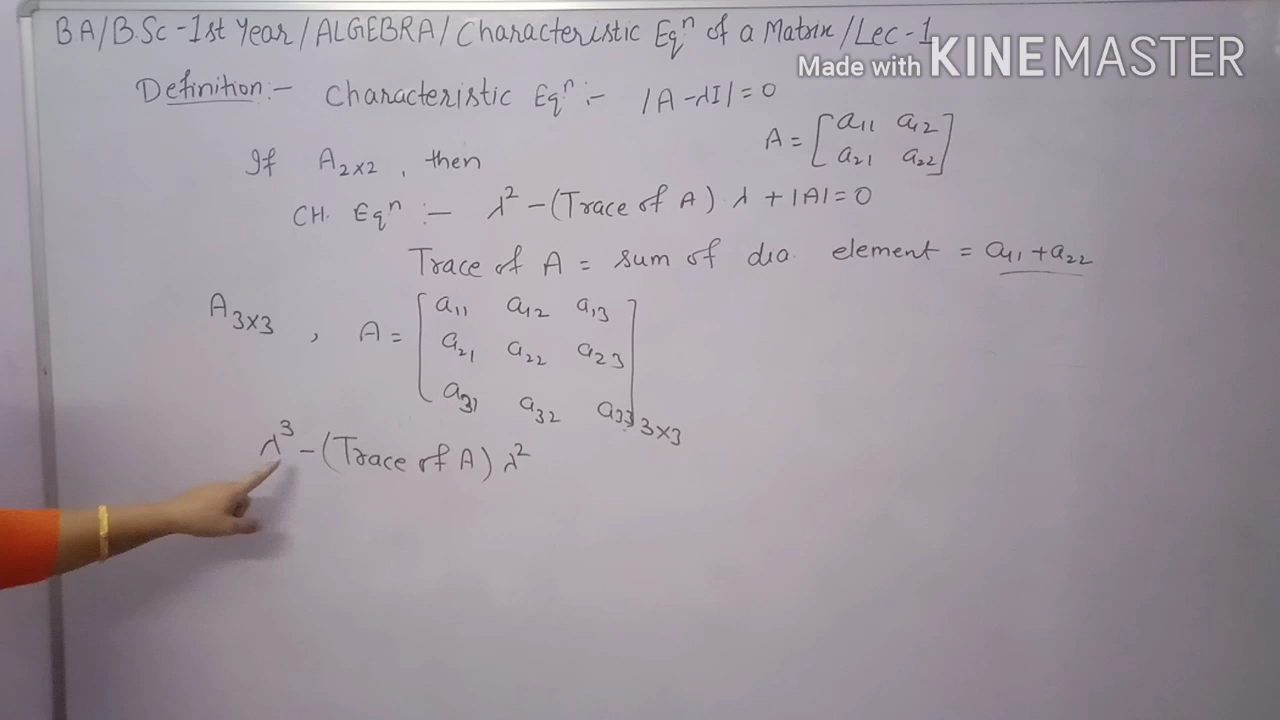 BA/B.Sc-1st Year/ALGEBRA/Characteristic Eqⁿ of a Matrix/Lec-1
Made with KINEMASTER
Definition:- Characteristic Eqⁿ:- |A-λI|=0
A = [a₁₁ a₁₂
a₂₁ a₂₂]
If A₂ₓ₂, then
CH. Eqⁿ:- λ² - (Trace of A) λ + |A| = 0
Trace of A = sum of dia. element = a₁₁ + a₂₂
A₃ₓ₃, A = [a₁₁ a₁₂ a₁₃
a₂₁ a₂₂ a₂₃
a₃₁ a₃₂ a₃₃]₃ₓ₃
λ³ - (Trace of A) λ²